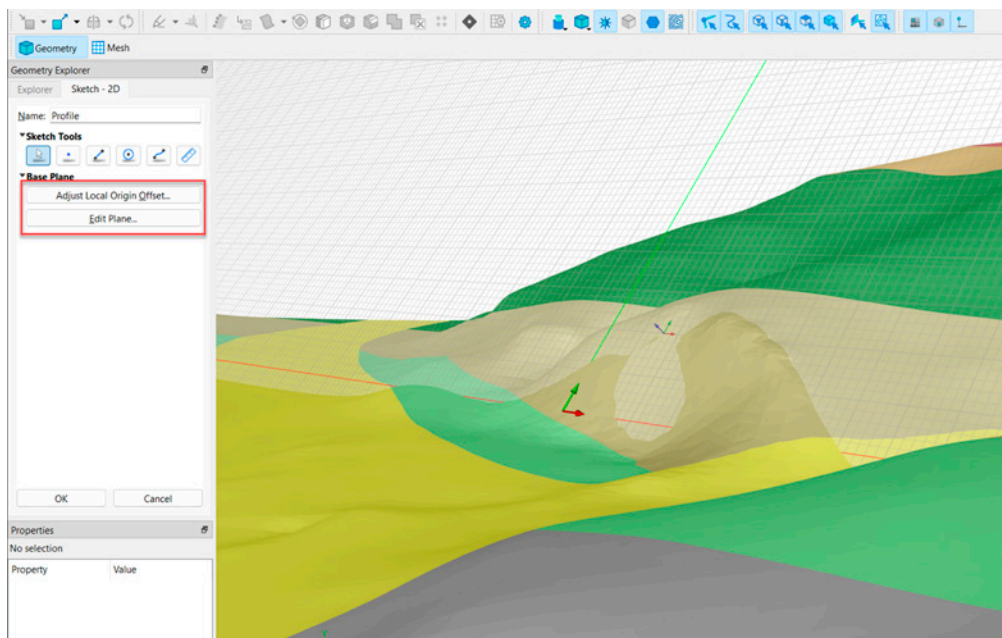 Geometry Mesh
Geometry Explorer
Explorer Sketch - 2D
Name: Profile
Sketch Tools
Base Plane
Adjust Local Origin Offset...
Edit Plane...
OK Cancel
Properties
No selection
Property Value
Y